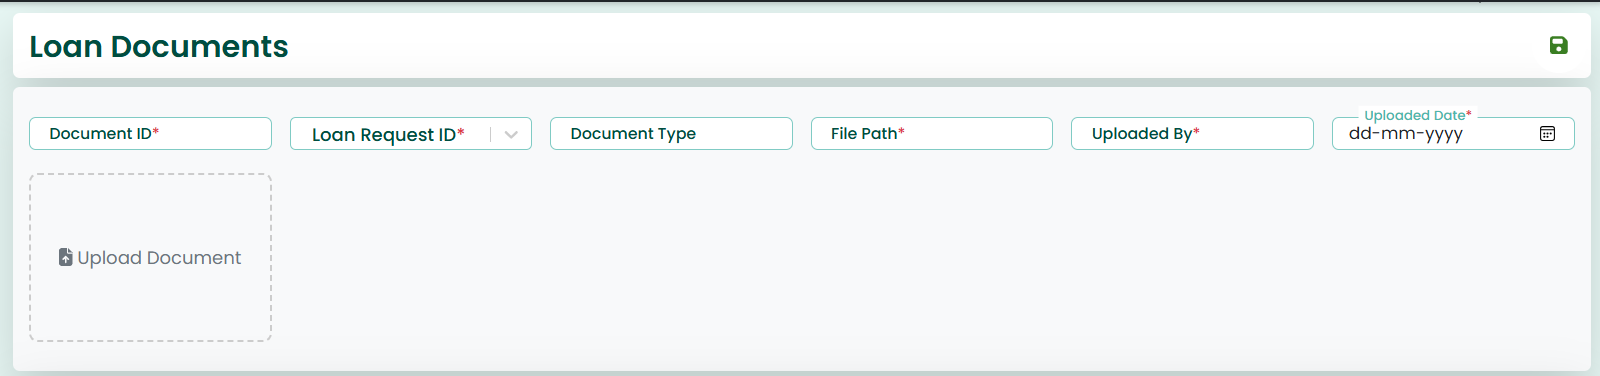 Loan Documents
Document ID*
Loan Request ID*
Document Type
File Path*
Uploaded By*
Uploaded Date*
dd-mm-yyyy
Upload Document